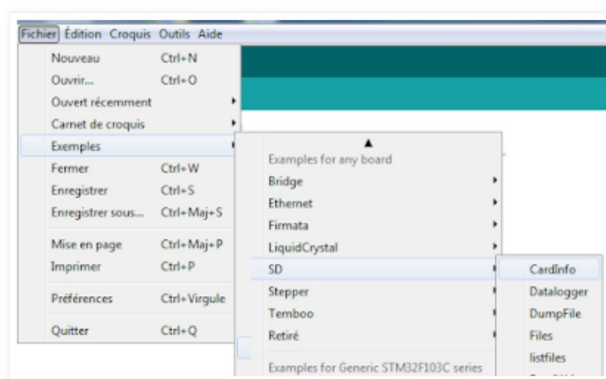 Fichier Édition Croquis Outils Aide
Nouveau Ctrl+N
Ouvrir... Ctrl+O
Ouvert récemment
Carnet de croquis
Exemples
Fermer Ctrl+W
Enregistrer Ctrl+S
Enregistrer sous... Ctrl+Maj+S
Mise en page Ctrl+Maj+P
Imprimer Ctrl+P
Préférences Ctrl+Virgule
Quitter Ctrl+Q
Examples for any board
Bridge
Ethernet
Firmata
LiquidCrystal
SD
Stepper
Temboo
Retiré
Examples for Generic STM32F103C series
CardInfo
Datalogger
DumpFile
Files
listfiles